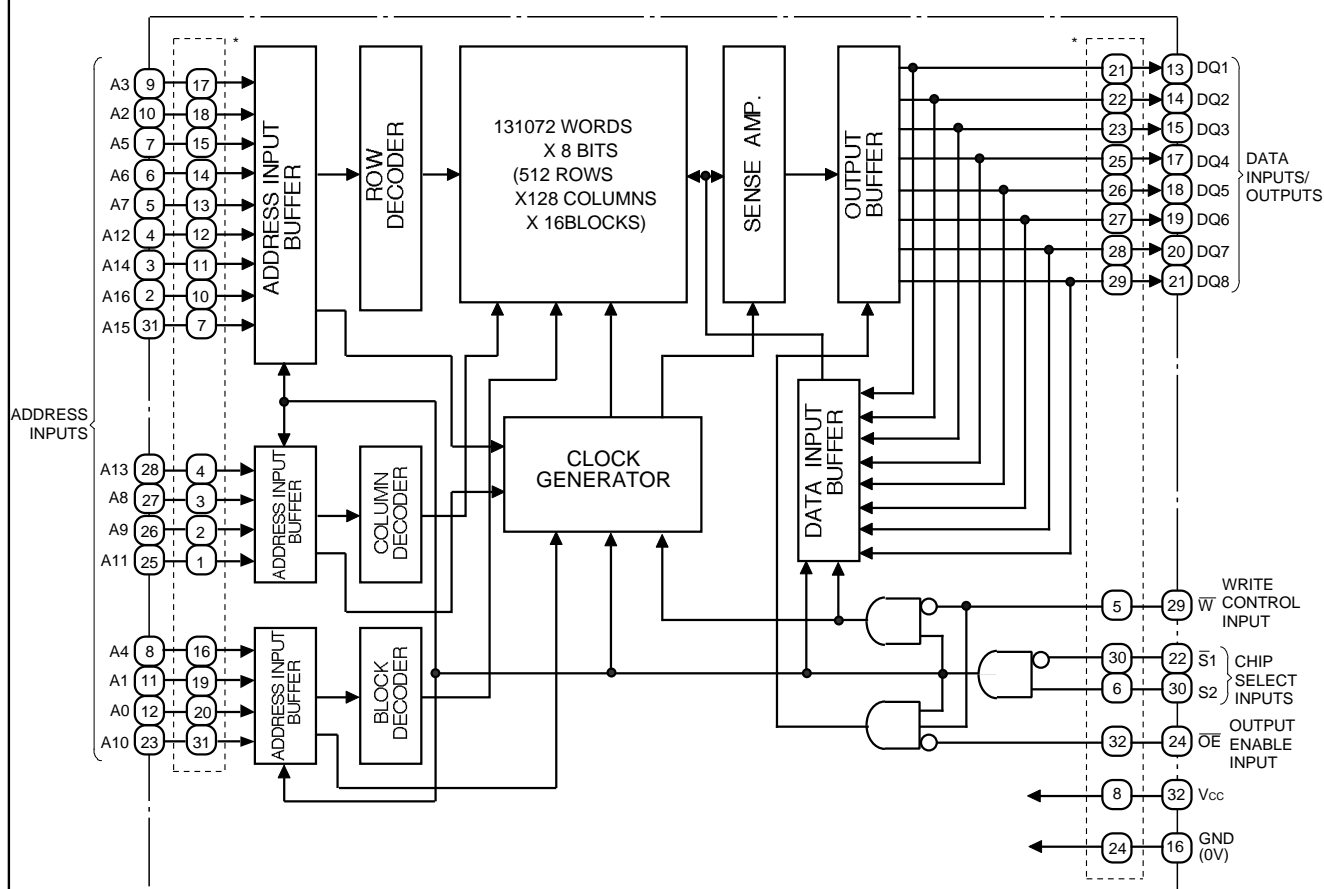 *
*
A3 9 17
A2 10 18
A5 7 15
A6 6 14
A7 5 13
A12 4 12
A14 3 11
A16 2 10
A15 31 7
ADDRESS
INPUTS
A13 28 4
A8 27 3
A9 26 2
A11 25 1
A4 8 16
A1 11 19
A0 12 20
A10 23 31
ADDRESS INPUT
BUFFER
ROW
DECODER
131072 WORDS
X 8 BITS
(512 ROWS
X128 COLUMNS
X 16BLOCKS)
SENSE AMP.
OUTPUT
BUFFER
ADDRESS INPUT
BUFFER
COLUMN
DECODER
CLOCK
GENERATOR
DATA INPUT
BUFFER
ADDRESS INPUT
BUFFER
BLOCK
DECODER
21 13 DQ1
22 14 DQ2
23 15 DQ3
25 17 DQ4
26 18 DQ5
27 19 DQ6
28 20 DQ7
29 21 DQ8
DATA
INPUTS/
OUTPUTS
5 29 W̅
WRITE
CONTROL
INPUT
30 22 S̅1
6 30 S2
CHIP
SELECT
INPUTS
32 24 O̅E̅
OUTPUT
ENABLE
INPUT
8 32 Vcc
24 16 GND
(0V)